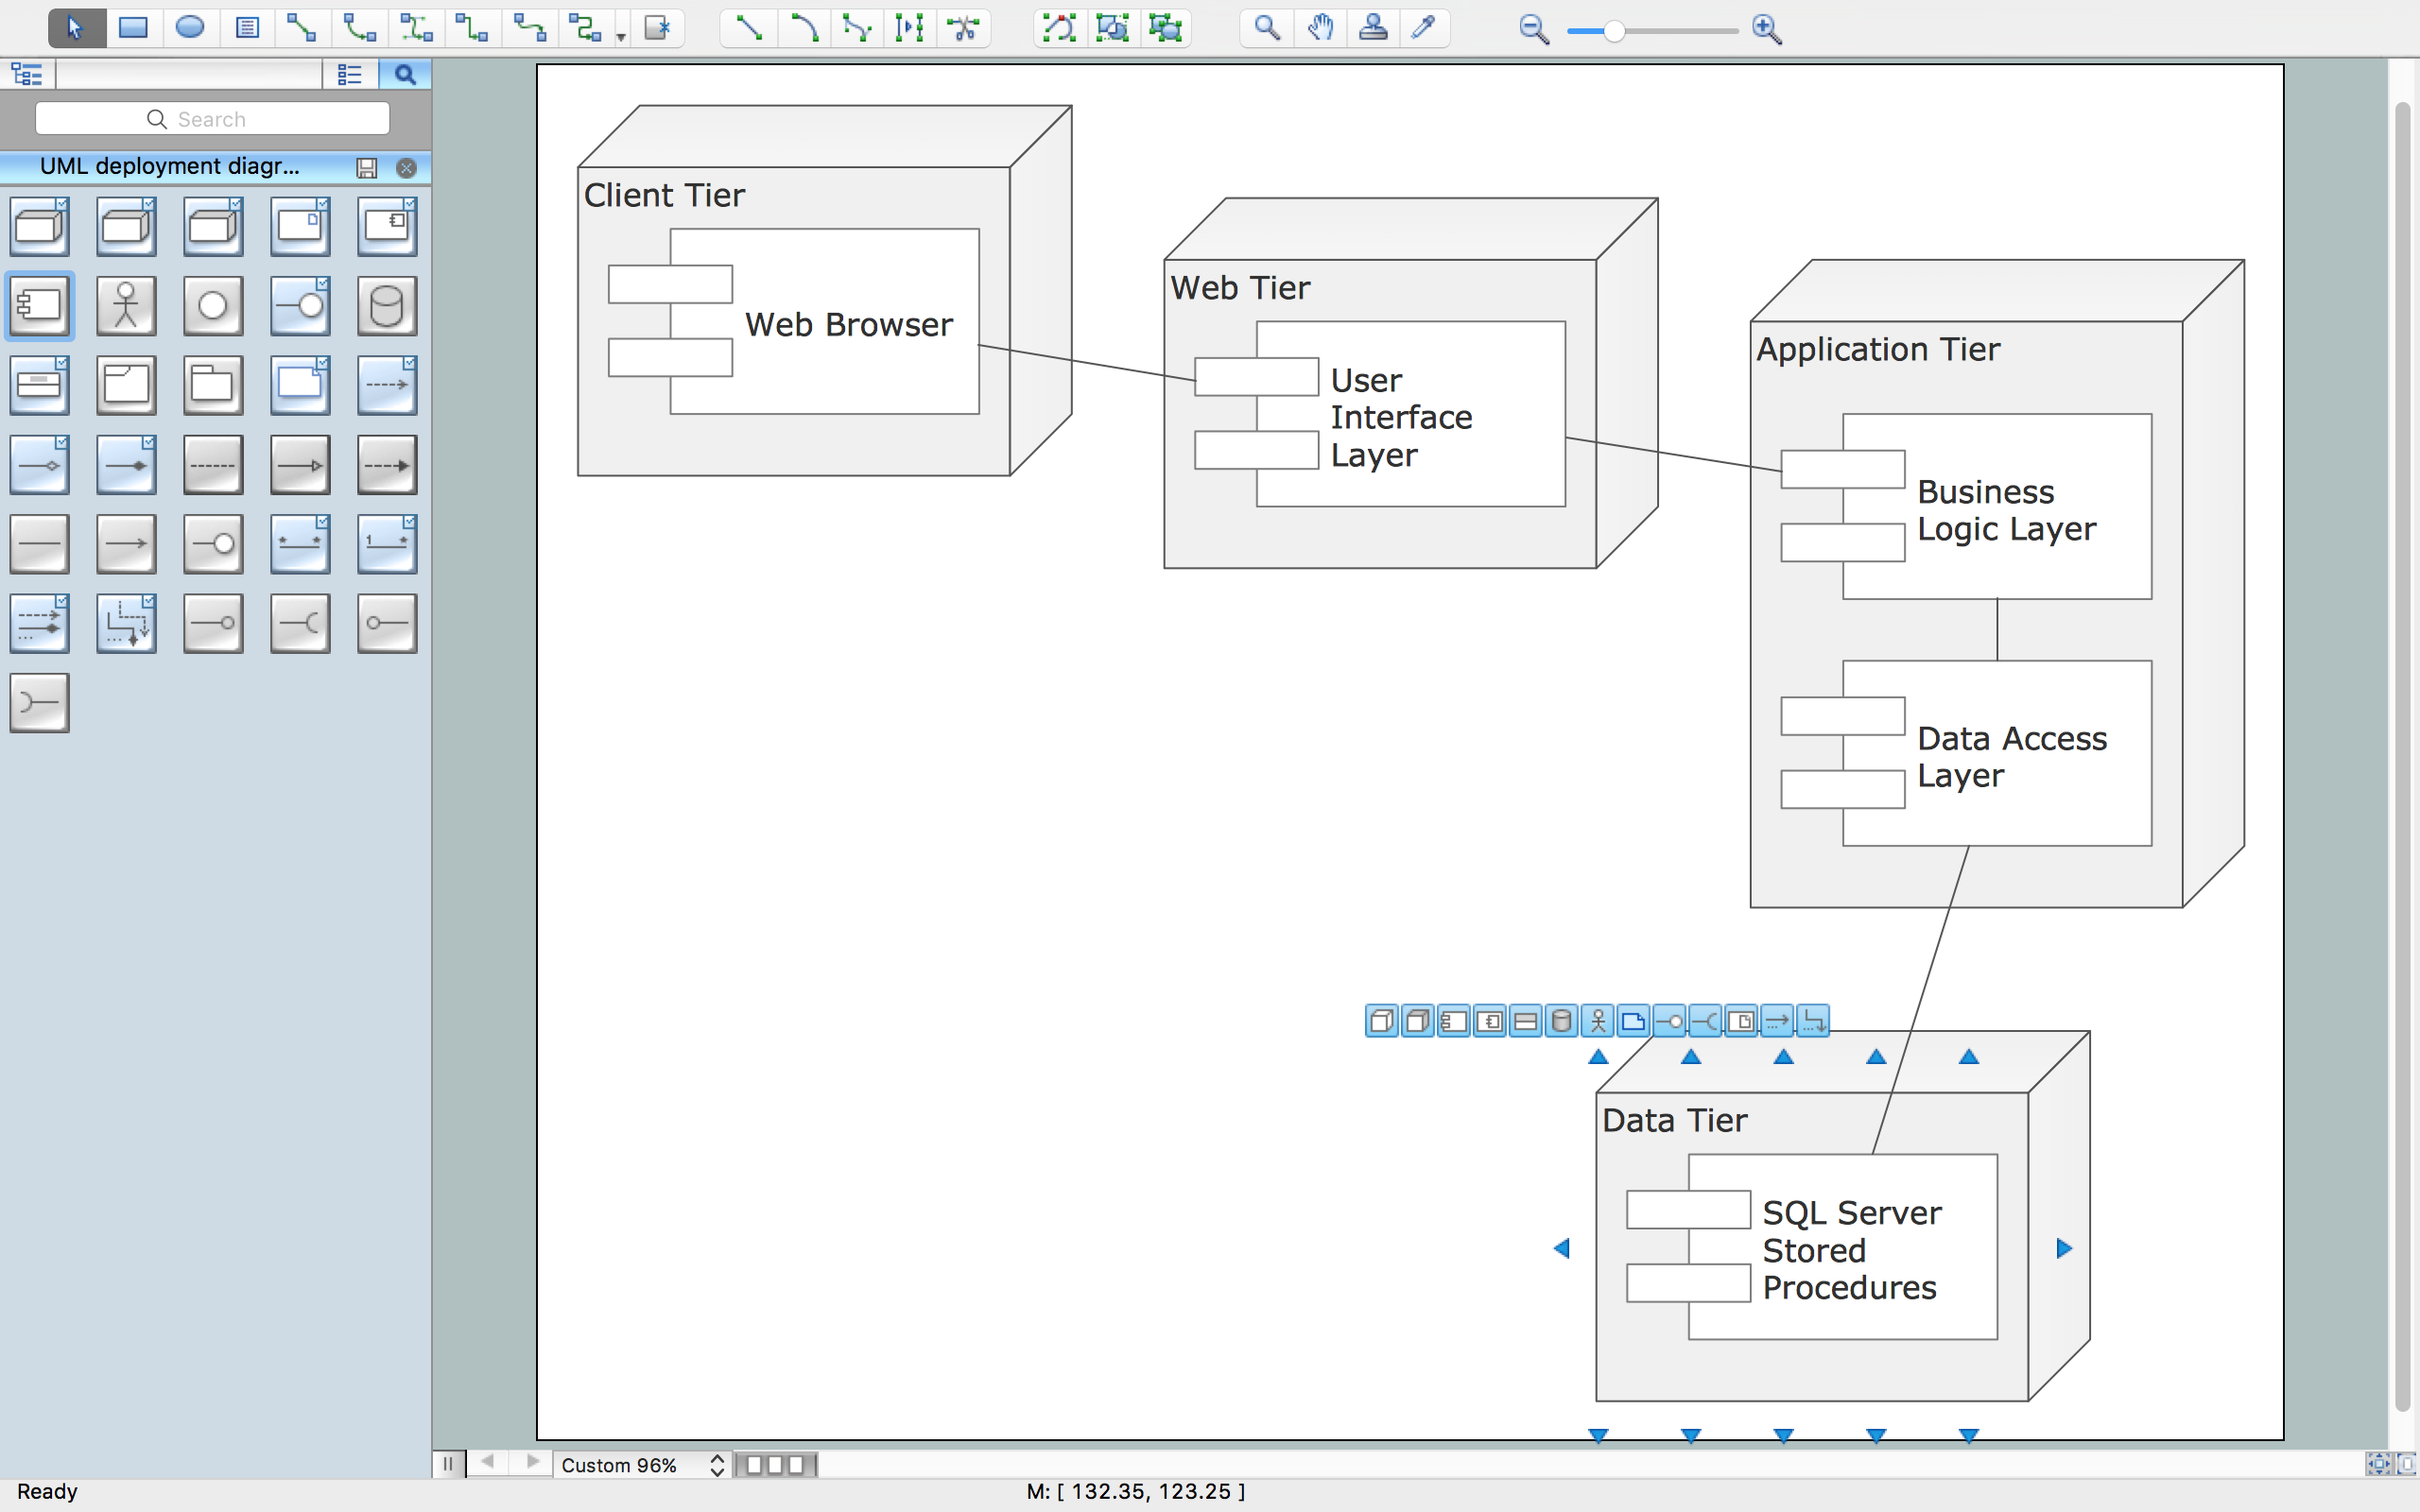 Search
UML deployment diagr...
Client Tier
Web Browser
Web Tier
User
Interface
Layer
Application Tier
Business
Logic Layer
Data Access
Layer
Data Tier
SQL Server
Stored
Procedures
Custom 96%
Ready
M: [ 132.35, 123.25 ]